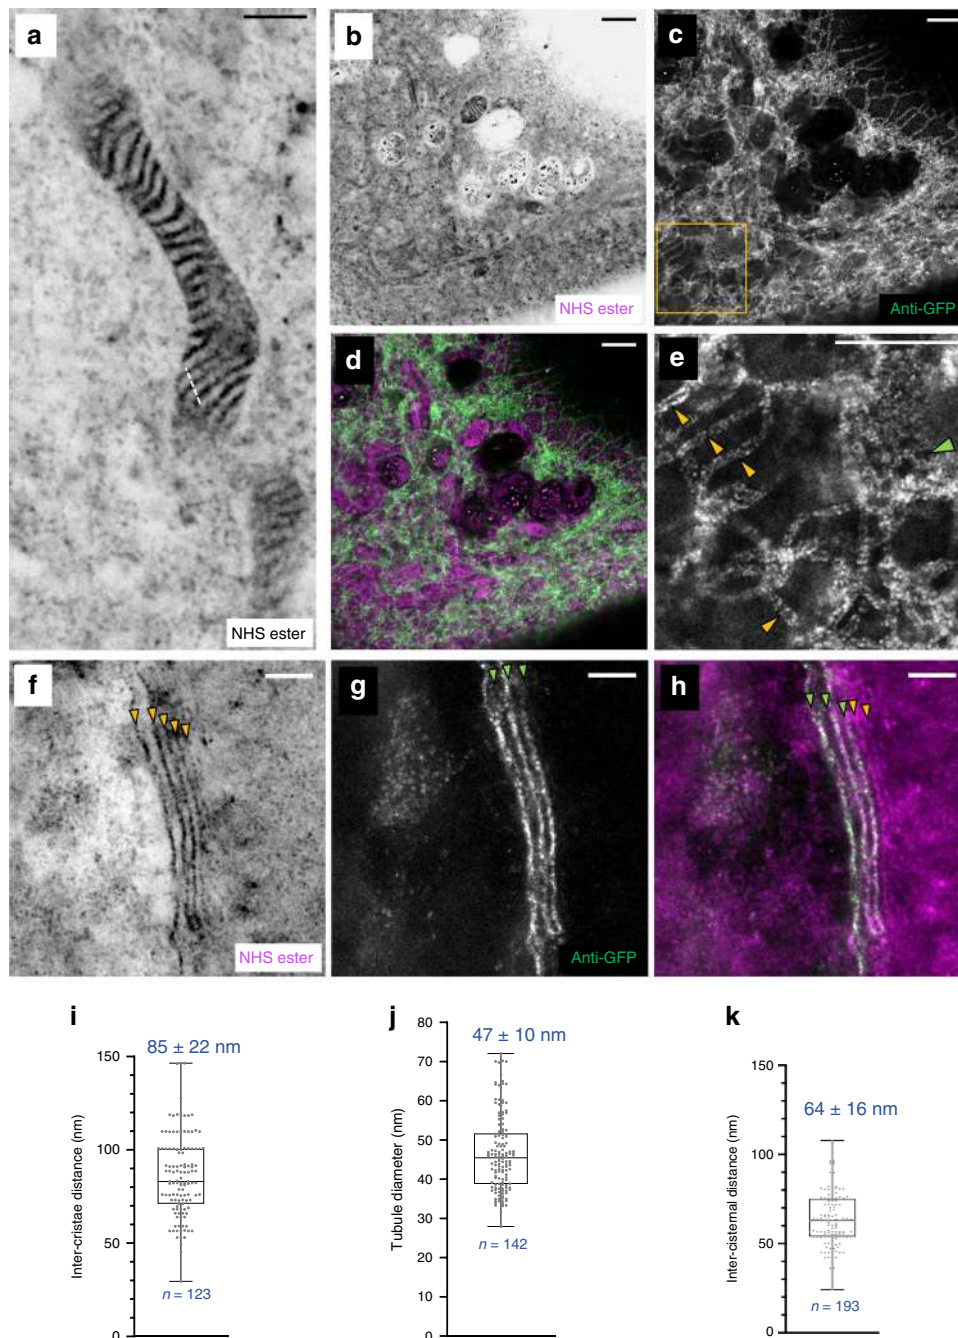 a
b
c
NHS ester
Anti-GFP
d
e
NHS ester
f
g
h
NHS ester
Anti-GFP
i
j
k
85 ± 22 nm
47 ± 10 nm
64 ± 16 nm
Inter-cristae distance (nm)
150
100
50
0
n = 123
Tubule diameter (nm)
80
70
60
50
40
30
20
10
0
n = 142
Inter-cisternal distance (nm)
150
100
50
0
n = 193